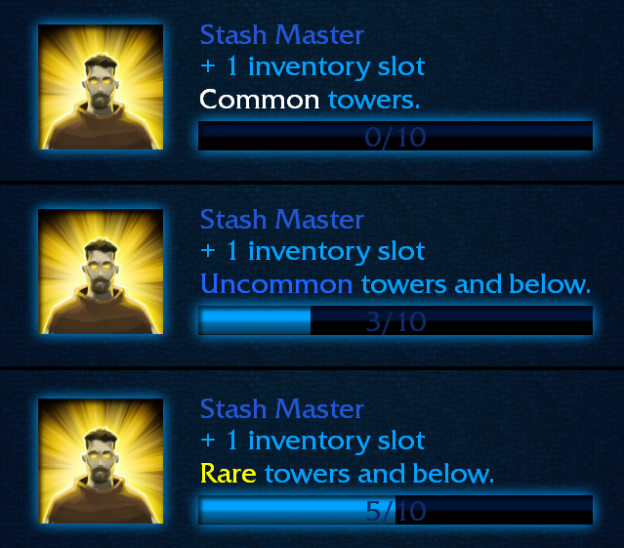 Stash Master
+ 1 inventory slot
Common towers.
0/10
Stash Master
+ 1 inventory slot
Uncommon towers and below.
3/10
Stash Master
+ 1 inventory slot
Rare towers and below.
5/10